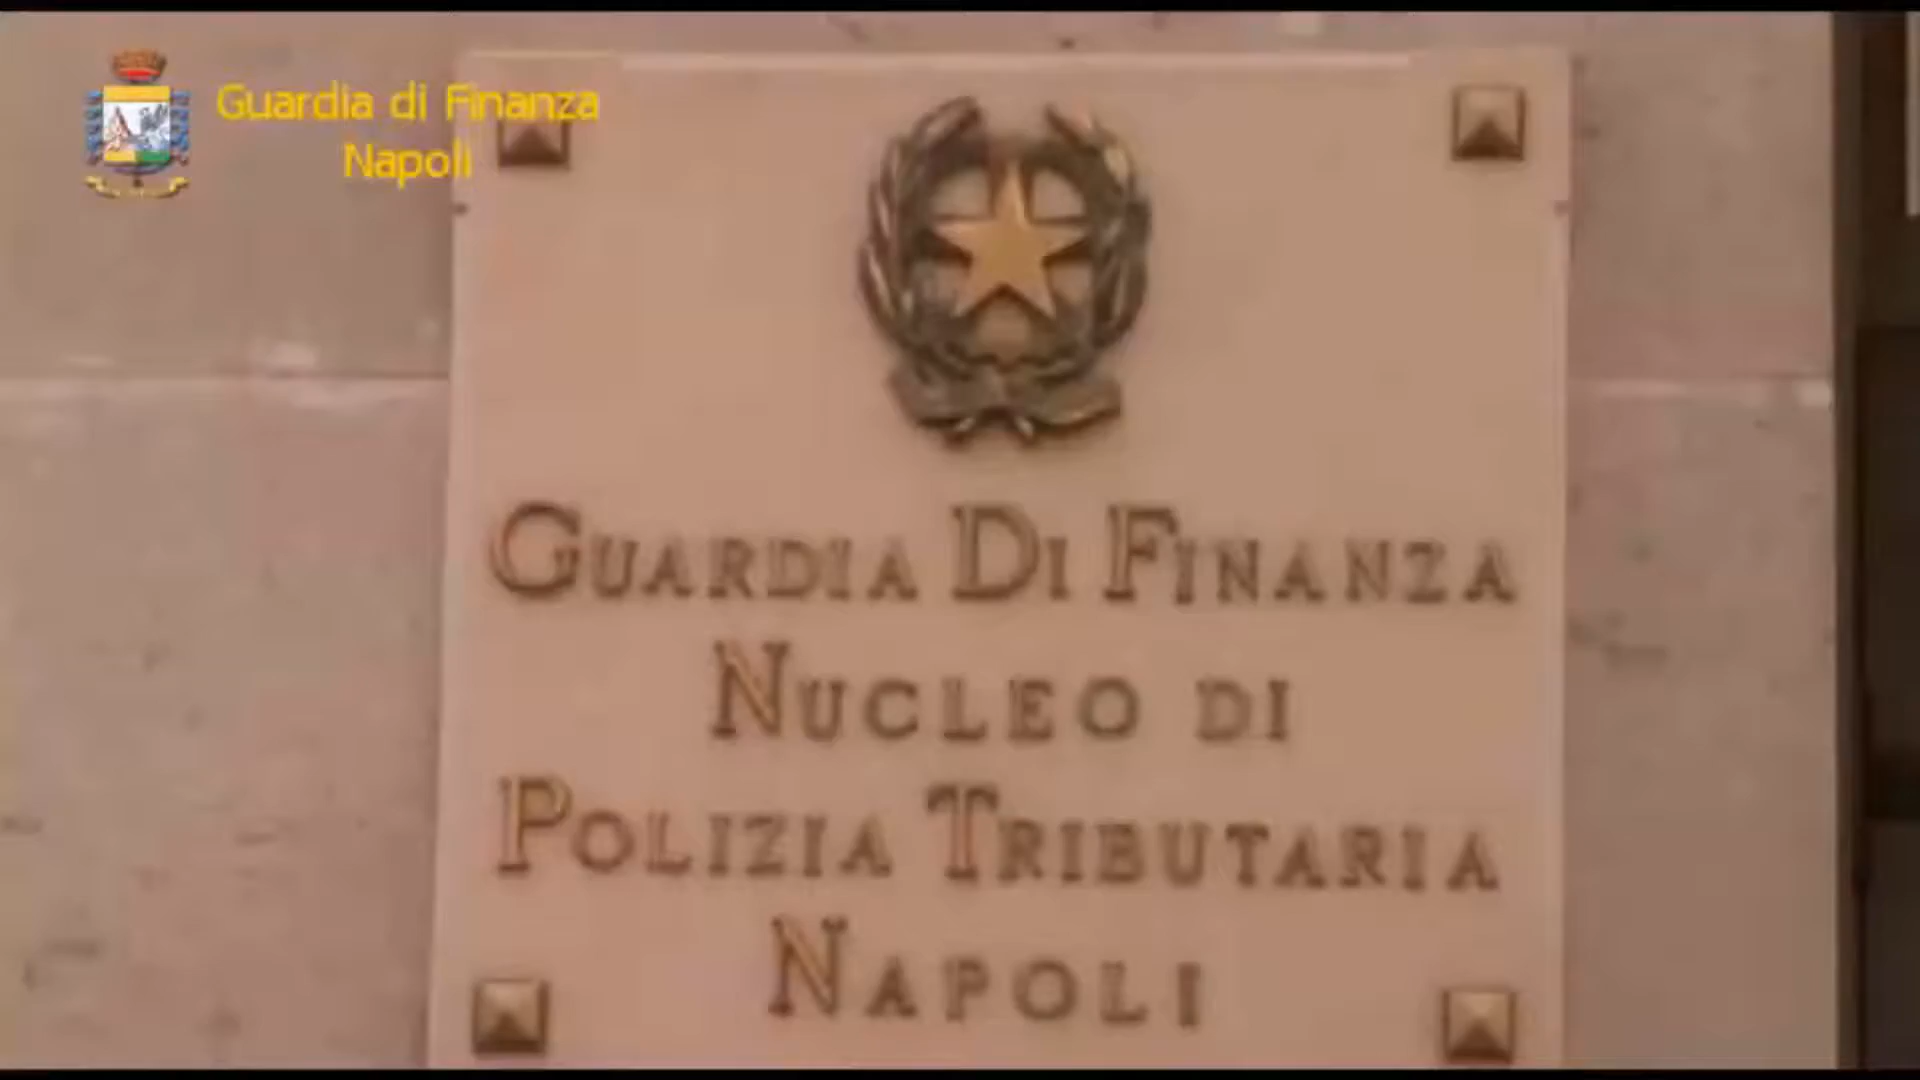 Guardia di Finanza
Napoli
GUARDIA DI FINANZA
NUCLEO DI
POLIZIA TRIBUTARIA
NAPOLI